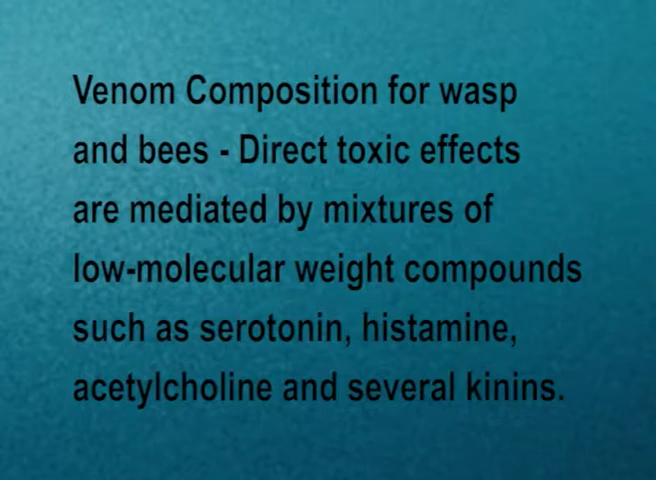 Venom Composition for wasp
and bees - Direct toxic effects
are mediated by mixtures of
low-molecular weight compounds
such as serotonin, histamine,
acetylcholine and several kinins.